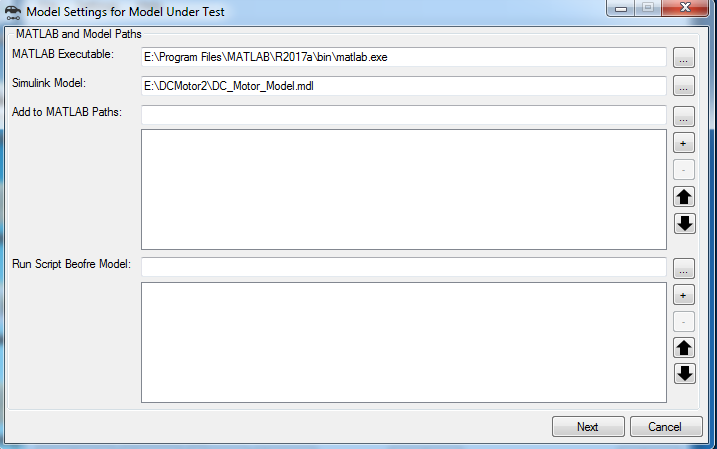 Model Settings for Model Under Test
MATLAB and Model Paths
MATLAB Executable: E:\Program Files\MATLAB\R2017a\bin\matlab.exe ...
Simulink Model: E:\DCMotor2\DC_Motor_Model.mdl ...
Add to MATLAB Paths: ...
+
-
Run Script Beofre Model: ...
+
-
Next Cancel